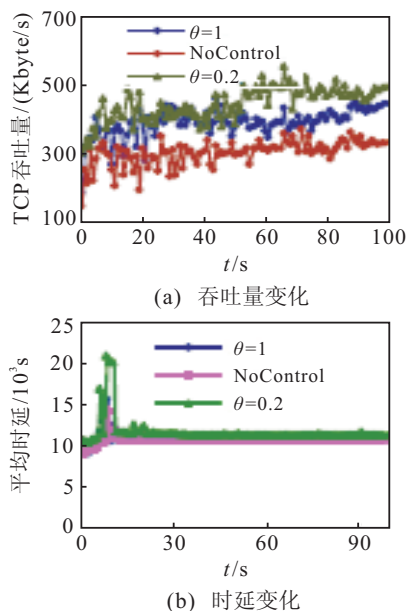 700
500
300
100
TCP吞吐量/(Kbyte/s)
θ=1
NoControl
θ=0.2
0 20 40 60 80 100
t/s
(a) 吞吐量变化
25
20
15
10
5
0
平均时延/10³s
θ=1
NoControl
θ=0.2
0 30 60 90
t/s
(b) 时延变化